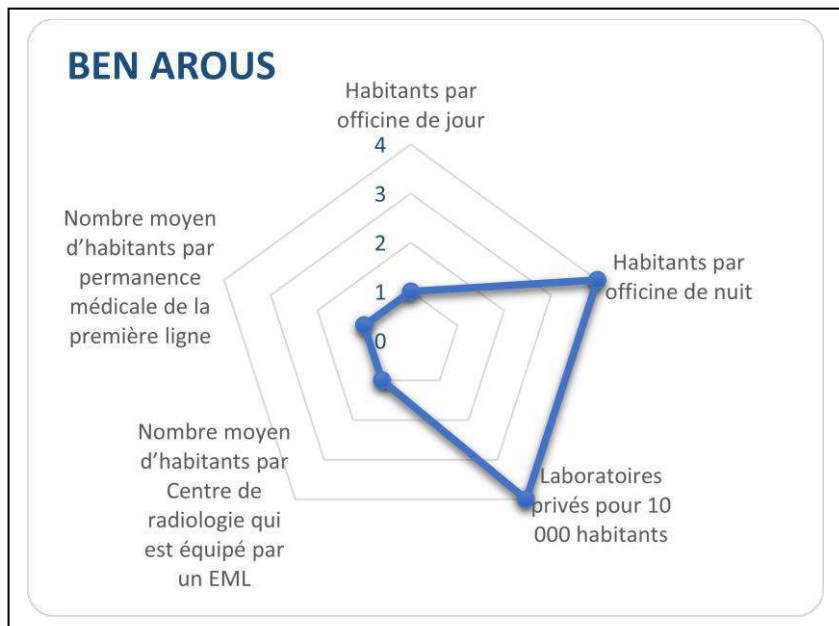 BEN AROUS
Habitants par
officine de jour
4
3
2
1
0
Habitants par
officine de nuit
Laboratoires
privés pour 10
000 habitants
Nombre moyen
d’habitants par
Centre de
radiologie qui
est équipé par
un EML
Nombre moyen
d’habitants par
permanence
médicale de la
première ligne